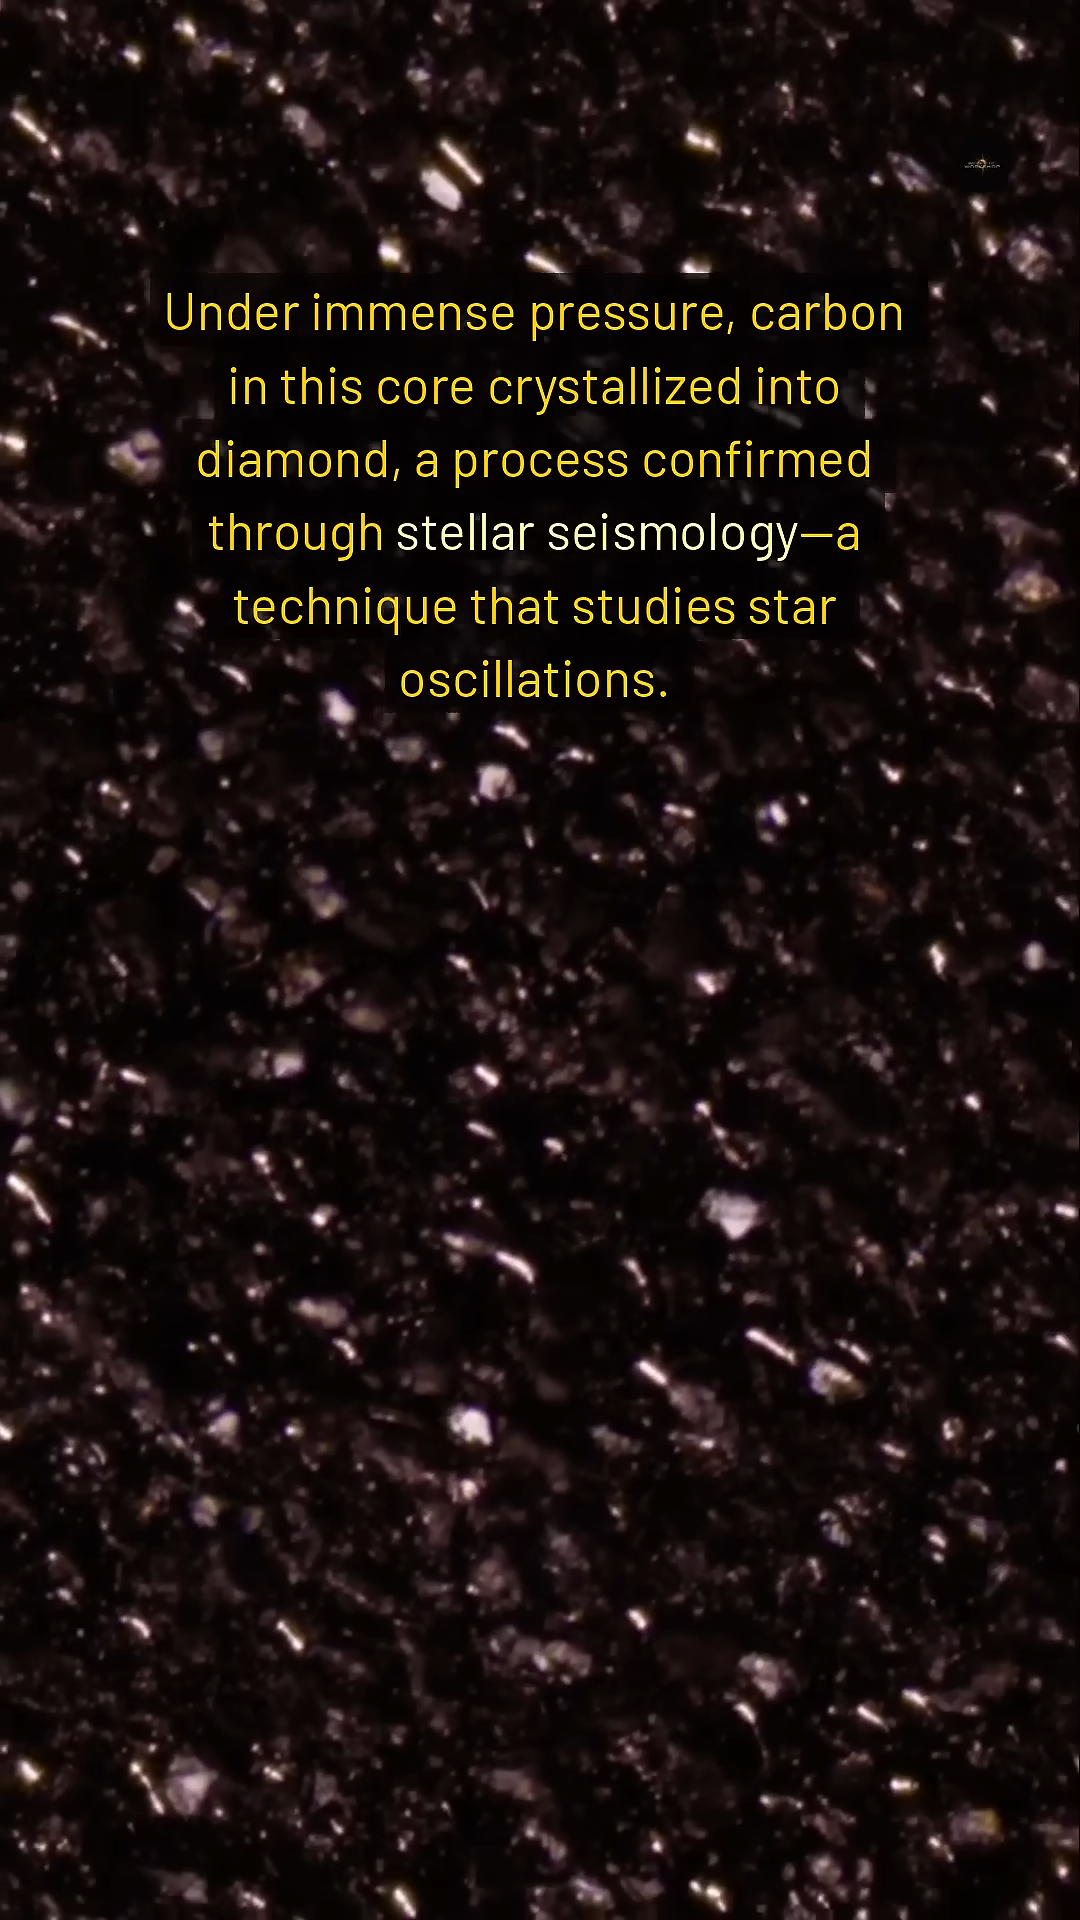 Under immense pressure, carbon
in this core crystallized into
diamond, a process confirmed
through stellar seismology—a
technique that studies star
oscillations.